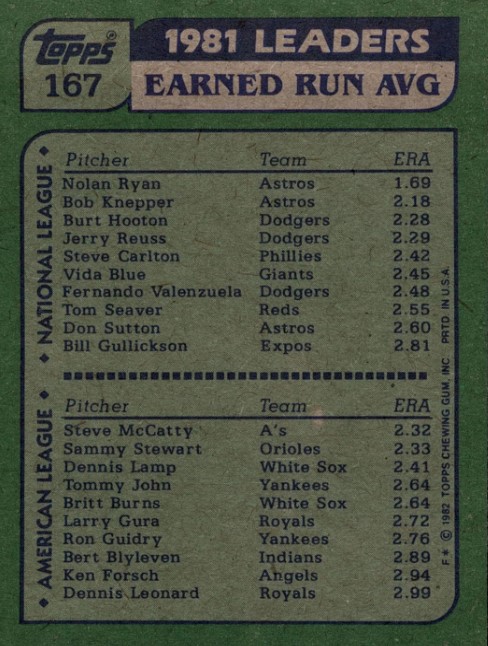 Topps®
167
1981 LEADERS
EARNED RUN AVG
◆ NATIONAL LEAGUE ◆
Pitcher Team ERA
Nolan Ryan Astros 1.69
Bob Knepper Astros 2.18
Burt Hooton Dodgers 2.28
Jerry Reuss Dodgers 2.29
Steve Carlton Phillies 2.42
Vida Blue Giants 2.45
Fernando Valenzuela Dodgers 2.48
Tom Seaver Reds 2.55
Don Sutton Astros 2.60
Bill Gullickson Expos 2.81
◆ AMERICAN LEAGUE ◆
Pitcher Team ERA
Steve McCatty A's 2.32
Sammy Stewart Orioles 2.33
Dennis Lamp White Sox 2.41
Tommy John Yankees 2.64
Britt Burns White Sox 2.64
Larry Gura Royals 2.72
Ron Guidry Yankees 2.76
Bert Blyleven Indians 2.89
Ken Forsch Angels 2.94
Dennis Leonard Royals 2.99
F* © 1982 TOPPS CHEWING GUM, INC PRTD IN U.S.A.